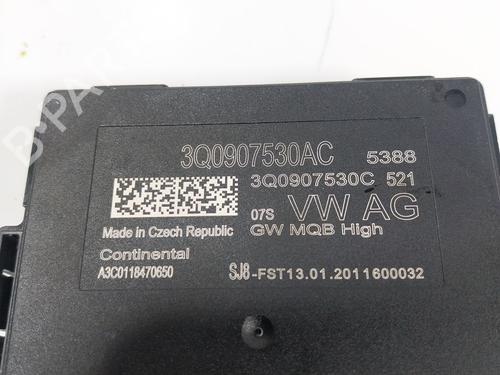 3Q0907530AC 5388
3Q0907530C 521
07S VW AG
Made in Czech Republic GW MQB High
Continental
A3C0118470650 SJ8-FST13.01.2011600032